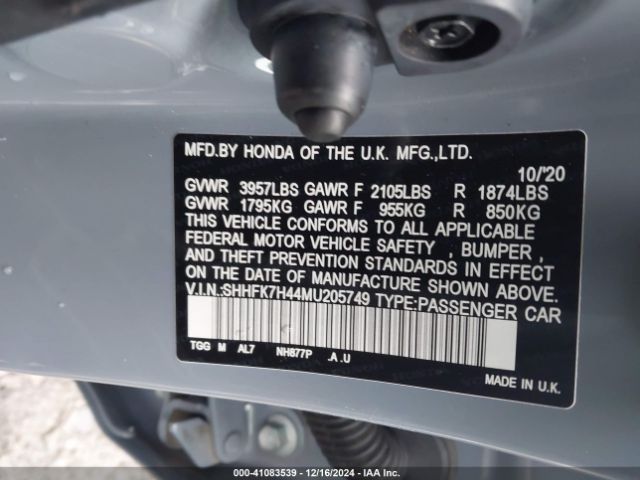 MFD.BY HONDA OF THE U.K. MFG.,LTD.
10/'20
GVWR 3957LBS GAWR F 2105LBS R 1874LBS
GVWR 1795KG GAWR F 955KG R 850KG
THIS VEHICLE CONFORMS TO ALL APPLICABLE
FEDERAL MOTOR VEHICLE SAFETY , BUMPER ,
AND THEFT PREVENTION STANDARDS IN EFFECT
ON THE DATE OF MANUFACTURE SHOWN ABOVE.
V.I.N.:SHHFK7H44MU205749 TYPE:PASSENGER CAR
TGG M AL7 NH877P .A .U
MADE IN U.K.
000-41083539 - 12/16/2024 - IAA Inc.